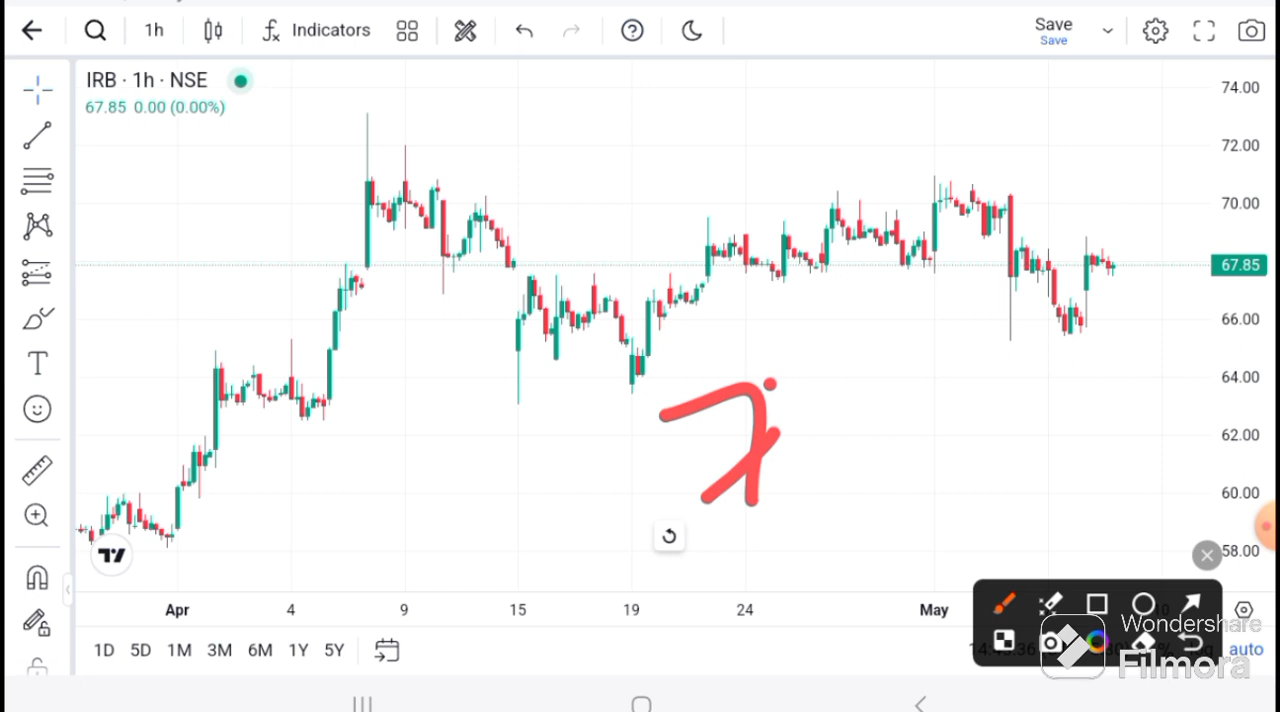 1h Indicators Save
Save
IRB · 1h · NSE
67.85 0.00 (0.00%)
74.00
72.00
70.00
67.85
66.00
64.00
62.00
60.00
58.00
Apr 4 9 15 19 24 May
1D 5D 1M 3M 6M 1Y 5Y auto
Wondershare
Filmora